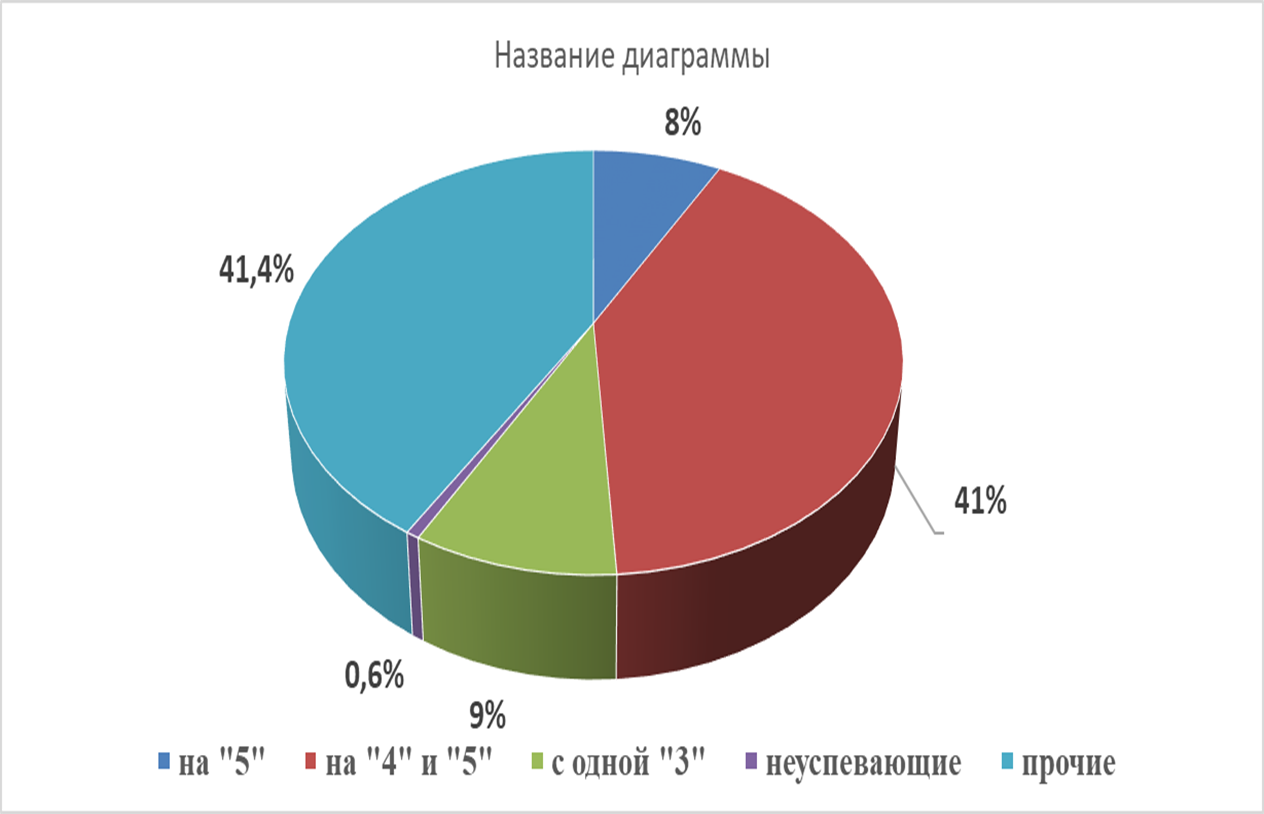 Название диаграммы
8%
41,4%
41%
0,6%
9%
на "5" на "4" и "5" с одной "3" неуспевающие прочие